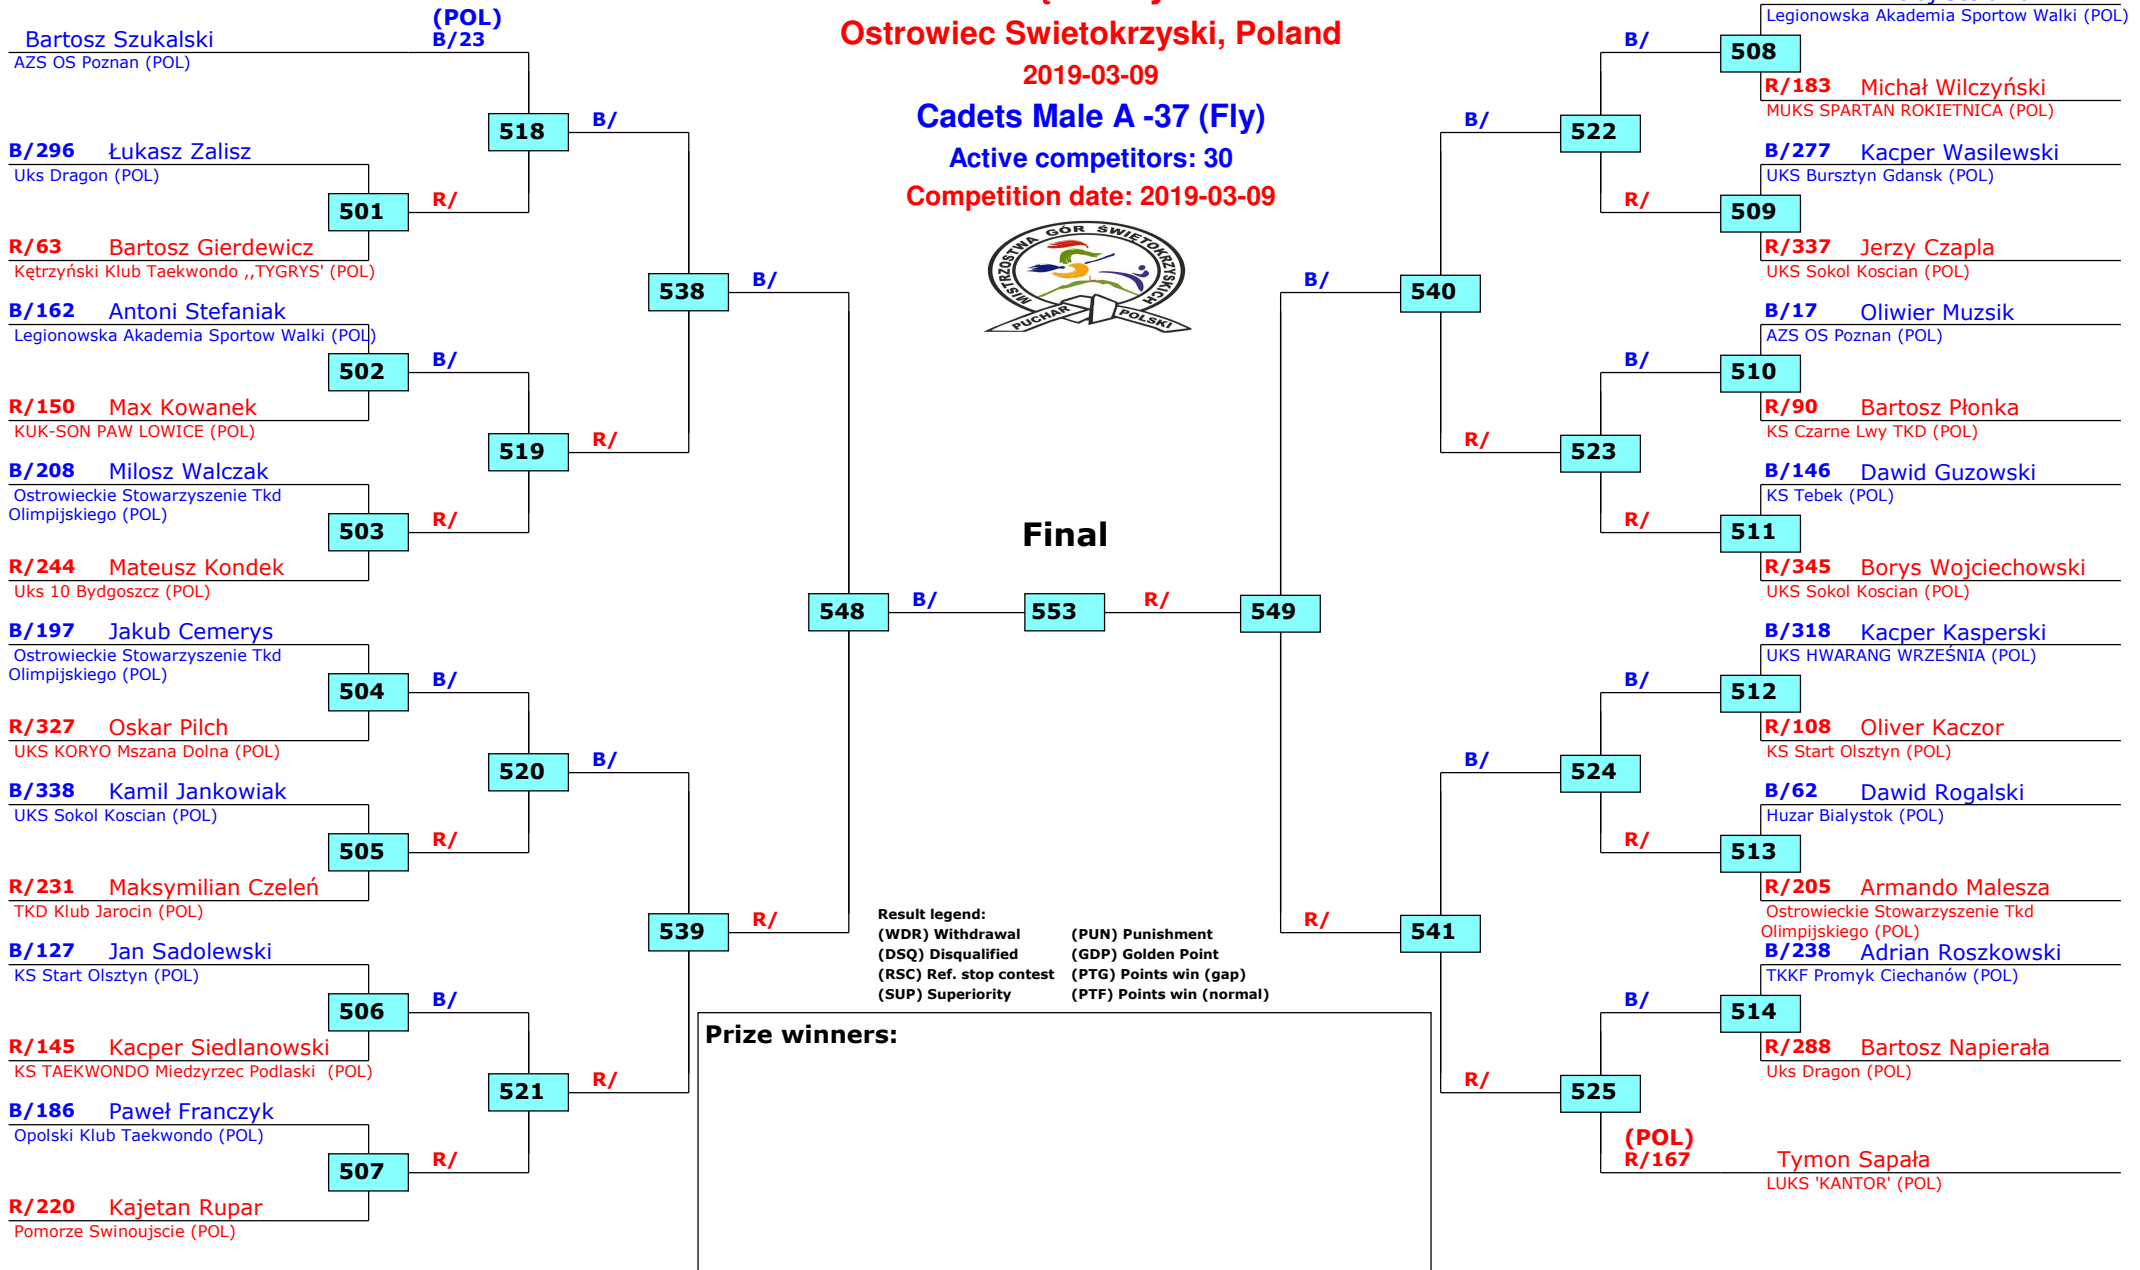 Ostrowiec Swietokrzyski, Poland
2019-03-09
Cadets Male A -37 (Fly)
Active competitors: 30
Competition date: 2019-03-09
MISTRZOSTWA GÓR ŚWIĘTOKRZYSKICH
PUCHAR POLSKI
(POL)
Bartosz Szukalski B/23
AZS OS Poznan (POL)
518
B/
B/296 Łukasz Zalisz
Uks Dragon (POL)
501
R/
R/63 Bartosz Gierdewicz
Kętrzyński Klub Taekwondo ,,TYGRYS' (POL)
538
B/
B/162 Antoni Stefaniak
Legionowska Akademia Sportow Walki (POL)
502
B/
R/150 Max Kowanek
KUK-SON PAW LOWICE (POL)
519
R/
B/208 Milosz Walczak
Ostrowieckie Stowarzyszenie Tkd
Olimpijskiego (POL)
503
R/
R/244 Mateusz Kondek
Uks 10 Bydgoszcz (POL)
548
B/
B/197 Jakub Cemerys
Ostrowieckie Stowarzyszenie Tkd
Olimpijskiego (POL)
504
B/
R/327 Oskar Pilch
UKS KORYO Mszana Dolna (POL)
520
B/
B/338 Kamil Jankowiak
UKS Sokol Koscian (POL)
505
R/
R/231 Maksymilian Czeleń
TKD Klub Jarocin (POL)
539
R/
B/127 Jan Sadolewski
KS Start Olsztyn (POL)
506
B/
R/145 Kacper Siedlanowski
KS TAEKWONDO Miedzyrzec Podlaski (POL)
521
R/
B/186 Paweł Franczyk
Opolski Klub Taekwondo (POL)
507
R/
R/220 Kajetan Rupar
Pomorze Swinoujscie (POL)
Final
553
R/
549
Legionowska Akademia Sportow Walki (POL)
B/
508
R/183 Michał Wilczyński
MUKS SPARTAN ROKIETNICA (POL)
B/
522
B/277 Kacper Wasilewski
UKS Bursztyn Gdansk (POL)
R/
509
R/337 Jerzy Czapla
UKS Sokol Koscian (POL)
B/
540
B/17 Oliwier Muzsik
AZS OS Poznan (POL)
B/
510
R/90 Bartosz Płonka
KS Czarne Lwy TKD (POL)
R/
523
B/146 Dawid Guzowski
KS Tebek (POL)
R/
511
R/345 Borys Wojciechowski
UKS Sokol Koscian (POL)
B/318 Kacper Kasperski
UKS HWARANG WRZEŚNIA (POL)
B/
512
R/108 Oliver Kaczor
KS Start Olsztyn (POL)
B/
524
B/62 Dawid Rogalski
Huzar Bialystok (POL)
R/
513
R/205 Armando Malesza
Ostrowieckie Stowarzyszenie Tkd
Olimpijskiego (POL)
R/
541
B/238 Adrian Roszkowski
TKKF Promyk Ciechanów (POL)
B/
514
R/288 Bartosz Napierała
Uks Dragon (POL)
R/
525
(POL)
R/167 Tymon Sapała
LUKS 'KANTOR' (POL)
Result legend:
(WDR) Withdrawal (PUN) Punishment
(DSQ) Disqualified (GDP) Golden Point
(RSC) Ref. stop contest (PTG) Points win (gap)
(SUP) Superiority (PTF) Points win (normal)
Prize winners: